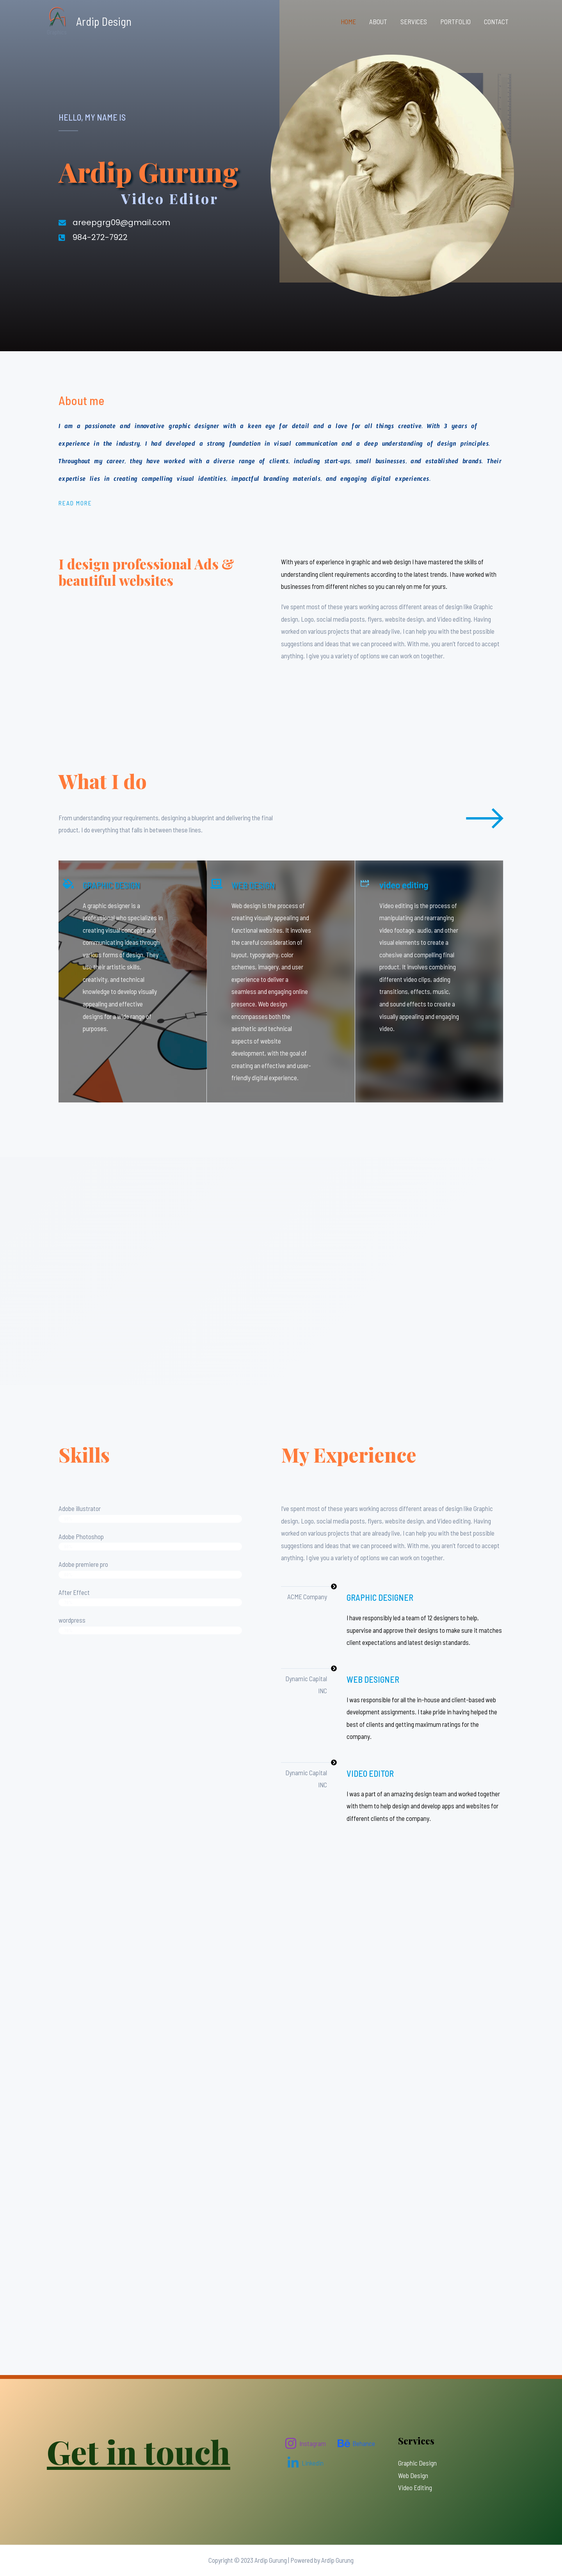 Ardip Design
HOME ABOUT SERVICES PORTFOLIO CONTACT
HELLO, MY NAME IS
Ardip Gurung
Video Editor
areepgrg09@gmail.com
984-272-7922
About me
I am a passionate and innovative graphic designer with a keen eye for detail and a love for all things creative. With 3 years of
experience in the industry, I had developed a strong foundation in visual communication and a deep understanding of design principles.
Throughout my career, they have worked with a diverse range of clients, including start-ups, small businesses, and established brands. Their
expertise lies in creating compelling visual identities, impactful branding materials, and engaging digital experiences.
READ MORE
I design professional Ads &
beautiful websites
With years of experience in graphic and web design I have mastered the skills of
understanding client requirements according to the latest trends. I have worked with
businesses from different niches so you can rely on me for yours.
I've spent most of these years working across different areas of design like Graphic
design, Logo, social media posts, flyers, website design, and Video editing. Having
worked on various projects that are already live, I can help you with the best possible
suggestions and ideas that we can proceed with. With me, you aren't forced to accept
anything, I give you a variety of options we can work on together.
What I do
From understanding your requirements, designing a blueprint and delivering the final
product, I do everything that falls in between these lines.
GRAPHIC DESIGN
A graphic designer is a
professional who specializes in
creating visual concepts and
communicating ideas through
various forms of design. They
use their artistic skills,
creativity, and technical
knowledge to develop visually
appealing and effective
designs for a wide range of
purposes.
WEB DESIGN
Web design is the process of
creating visually appealing and
functional websites. It involves
the careful consideration of
layout, typography, color
schemes, imagery, and user
experience to deliver a
seamless and engaging online
presence. Web design
encompasses both the
aesthetic and technical
aspects of website
development, with the goal of
creating an effective and user-
friendly digital experience.
video editing
Video editing is the process of
manipulating and rearranging
video footage, audio, and other
visual elements to create a
cohesive and compelling final
product. It involves combining
different video clips, adding
transitions, effects, music,
and sound effects to create a
visually appealing and engaging
video.
Skills
Adobe Illustrator
Adobe Photoshop
Adobe premiere pro
After Effect
wordpress
My Experience
I've spent most of these years working across different areas of design like Graphic
design, Logo, social media posts, flyers, website design, and Video editing. Having
worked on various projects that are already live, I can help you with the best possible
suggestions and ideas that we can proceed with. With me, you aren't forced to accept
anything, I give you a variety of options we can work on together.
ACME Company
GRAPHIC DESIGNER
I have responsibly led a team of 12 designers to help,
supervise and approve their designs to make sure it matches
client expectations and latest design standards.
Dynamic Capital
INC
WEB DESIGNER
I was responsible for all the in-house and client-based web
development assignments. I take pride in having helped the
best of clients and getting maximum ratings for the
company.
Dynamic Capital
INC
VIDEO EDITOR
I was a part of an amazing design team and worked together
with them to help design and develop apps and websites for
different clients of the company.
Get in touch
Instagram
Behance
Linkedin
Services
Graphic Design
Web Design
Video Editing
Copyright © 2023 Ardip Gurung | Powered by Ardip Gurung